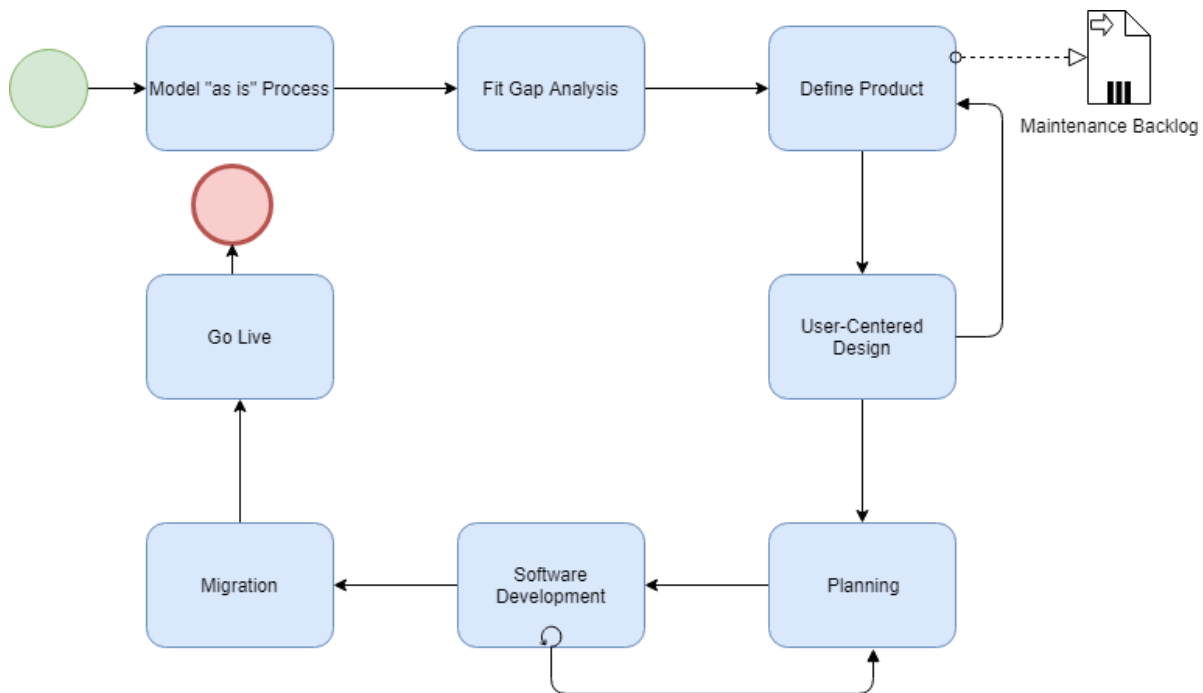 Model "as is" Process
Fit Gap Analysis
Define Product
Maintenance Backlog
Go Live
User-Centered
Design
Migration
Software
Development
Planning